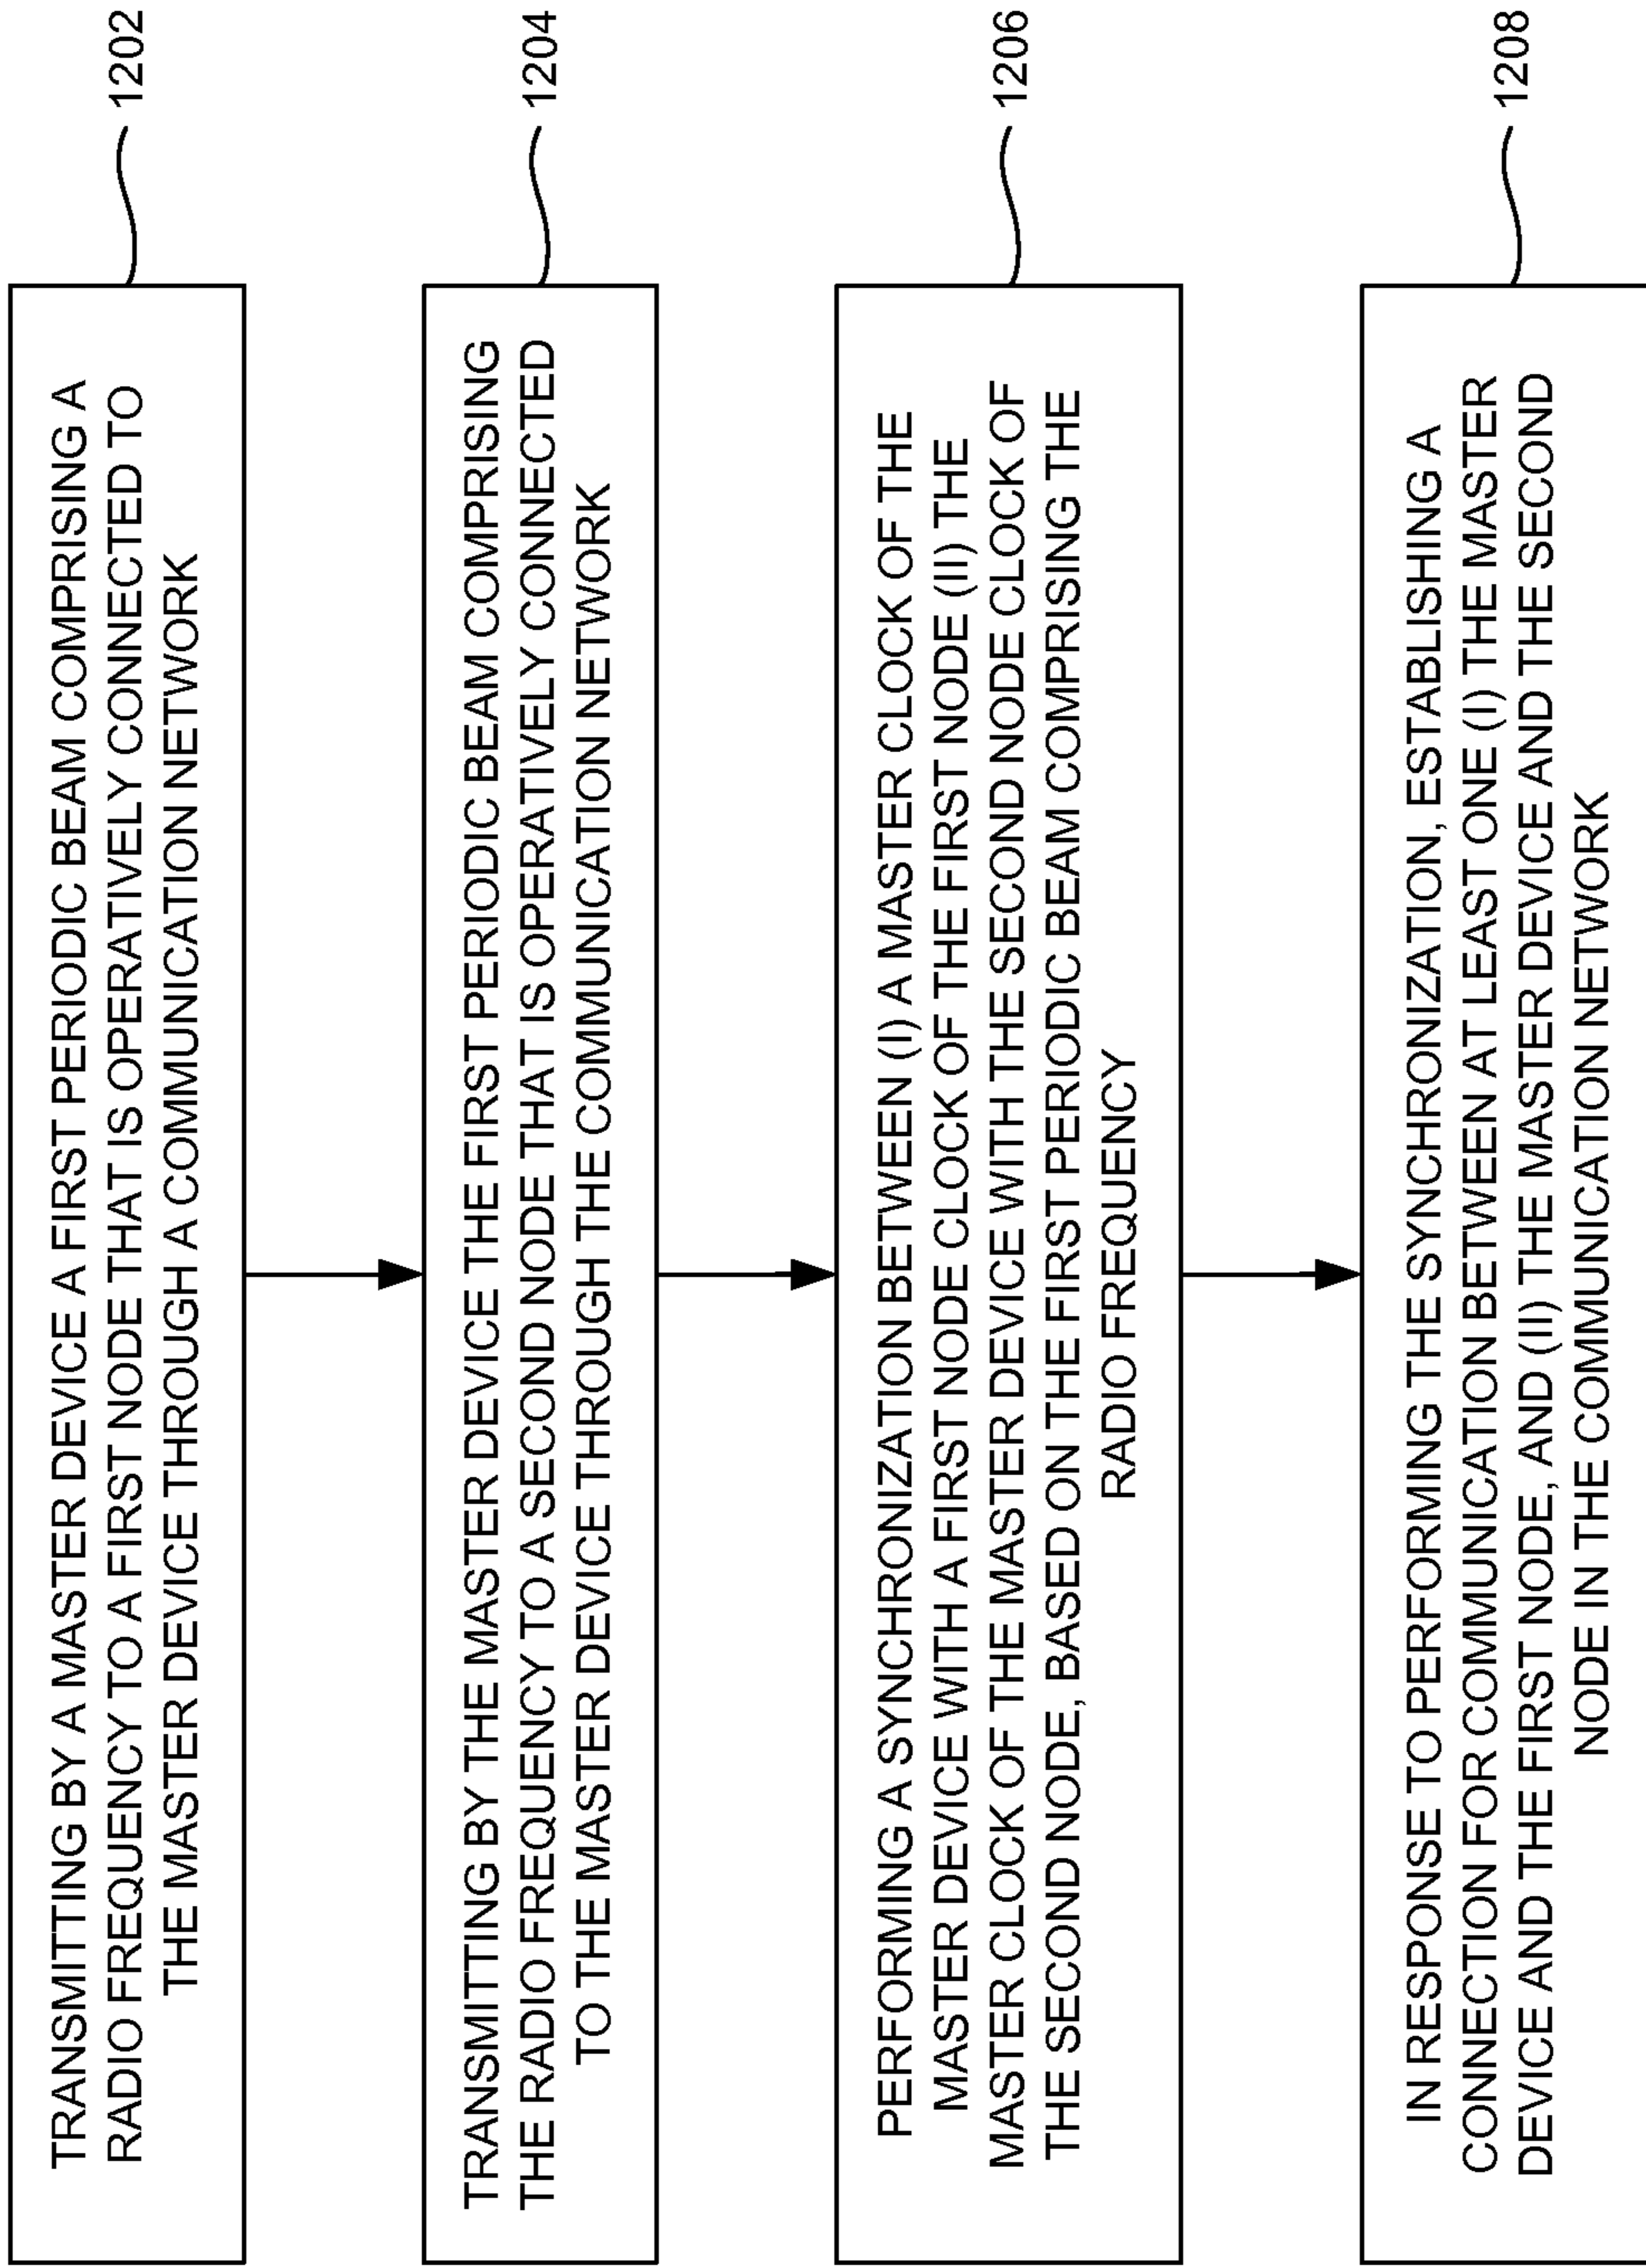 TRANSMITTING BY A MASTER DEVICE A FIRST PERIODIC BEAM COMPRISING A
RADIO FREQUENCY TO A FIRST NODE THAT IS OPERATIVELY CONNECTED TO
THE MASTER DEVICE THROUGH A COMMUNICATION NETWORK
1202
TRANSMITTING BY THE MASTER DEVICE THE FIRST PERIODIC BEAM COMPRISING
THE RADIO FREQUENCY TO A SECOND NODE THAT IS OPERATIVELY CONNECTED
TO THE MASTER DEVICE THROUGH THE COMMUNICATION NETWORK
1204
PERFORMING A SYNCHRONIZATION BETWEEN (I) A MASTER CLOCK OF THE
MASTER DEVICE WITH A FIRST NODE CLOCK OF THE FIRST NODE (II) THE
MASTER CLOCK OF THE MASTER DEVICE WITH THE SECOND NODE CLOCK OF
THE SECOND NODE, BASED ON THE FIRST PERIODIC BEAM COMPRISING THE
RADIO FREQUENCY
1206
IN RESPONSE TO PERFORMING THE SYNCHRONIZATION, ESTABLISHING A
CONNECTION FOR COMMUNICATION BETWEEN AT LEAST ONE (I) THE MASTER
DEVICE AND THE FIRST NODE, AND (II) THE MASTER DEVICE AND THE SECOND
NODE IN THE COMMUNICATION NETWORK
1208